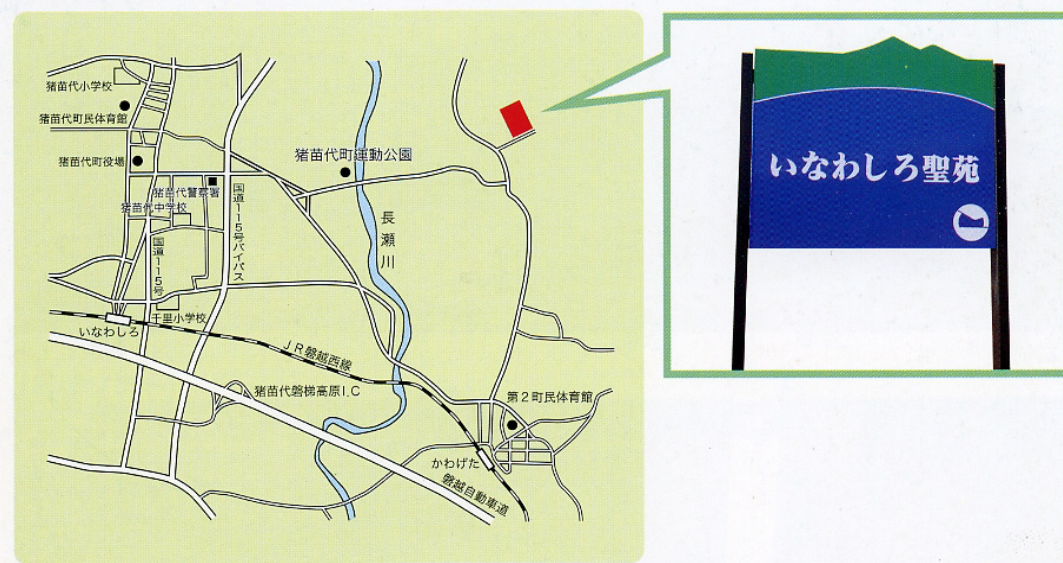 猪苗代小学校
猪苗代町民体育館
猪苗代町役場
猪苗代警察署
猪苗代中学校
国道115号バイパス
国道115号
千里小学校
いなわしろ
猪苗代町運動公園
長瀬川
JR磐越西線
猪苗代磐梯高原I.C
第2町民体育館
かわげた
磐越自動車道
いなわしろ聖苑